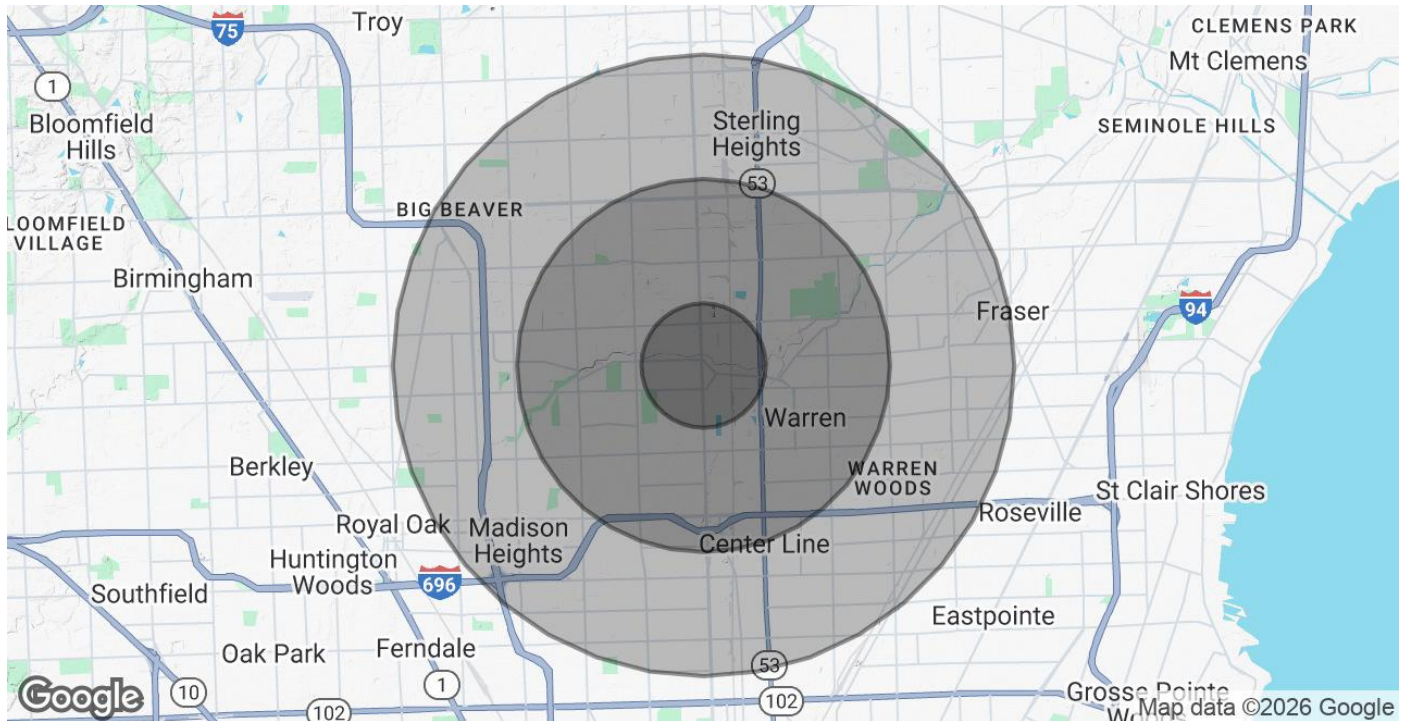 Troy
75
CLEMENS PARK
Mt Clemens
1
Bloomfield
Hills
Sterling
Heights
SEMINOLE HILLS
53
BIG BEAVER
LOOMFIELD
VILLAGE
Birmingham
Fraser
94
Warren
Berkley
WARREN
WOODS
St Clair Shores
Royal Oak
Madison
Heights
Roseville
Center Line
Huntington
Woods
696
Southfield
Eastpointe
Oak Park
Ferndale
53
Google
10
1
102
102
Grosse Pointe
Map data ©2026 Google